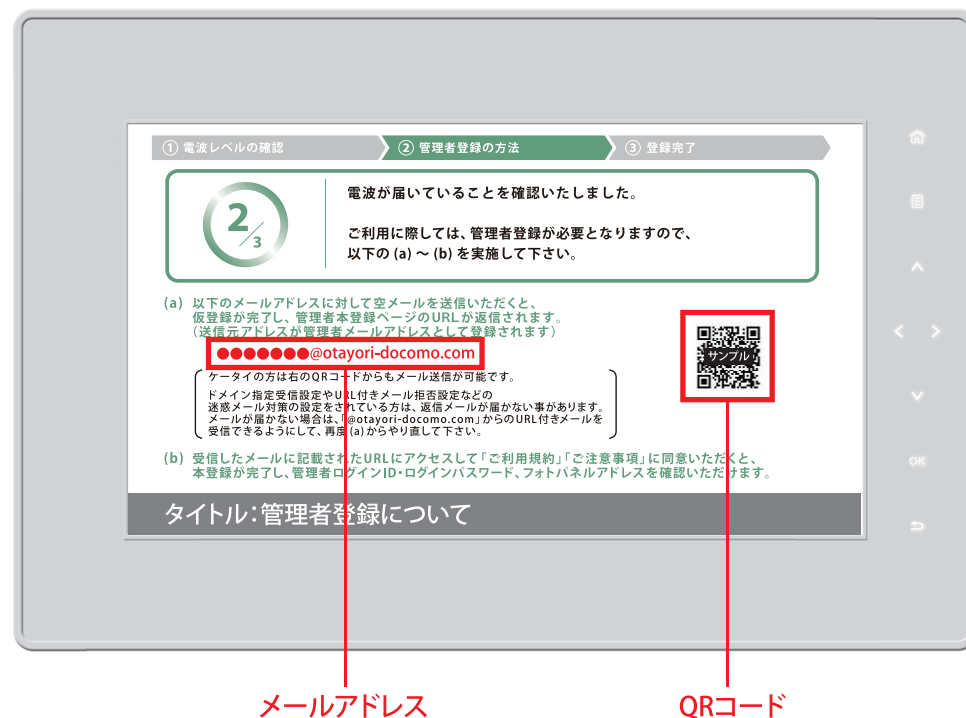 ① 電波レベルの確認
② 管理者登録の方法
③ 登録完了
2/3
電波が届いていることを確認いたしました。
ご利用に際しては、管理者登録が必要となりますので、
以下の (a) ~ (b) を実施して下さい。
(a) 以下のメールアドレスに対して空メールを送信いただくと、
仮登録が完了し、管理者本登録ページのURLが返信されます。
（送信元アドレスが管理者メールアドレスとして登録されます）
●●●●●●●@otayori-docomo.com
サンプル
ケータイの方は右のQRコードからもメール送信が可能です。
ドメイン指定受信設定やURL付きメール拒否設定などの
迷惑メール対策の設定をされている方は、返信メールが届かない事があります。
メールが届かない場合は、「@otayori-docomo.com」からのURL付きメールを
受信できるようにして、再度(a)からやり直して下さい。
(b) 受信したメールに記載されたURLにアクセスして「ご利用規約」「ご注意事項」に同意いただくと、
本登録が完了し、管理者ログインID・ログインパスワード、フォトパネルアドレスを確認いただけます。
タイトル：管理者登録について
OK
メールアドレス
QRコード